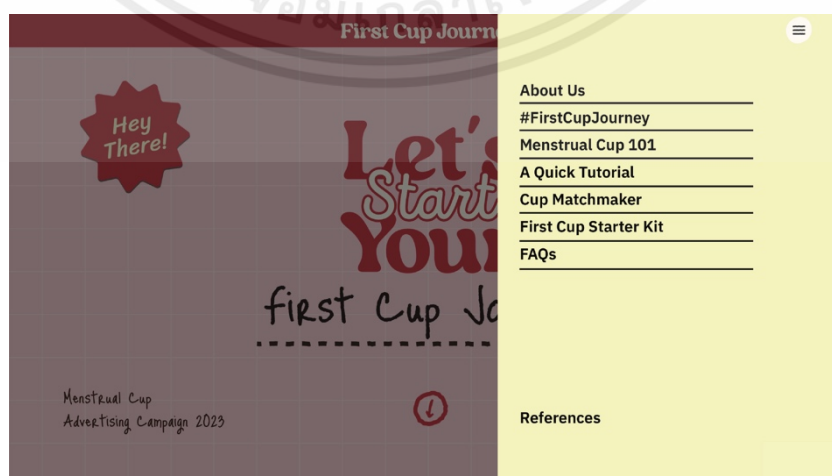 First Cup Journ
Hey
There!
Let's
Start
Your
first Cup Jo
Menstrual Cup
Advertising Campaign 2023
About Us
#FirstCupJourney
Menstrual Cup 101
A Quick Tutorial
Cup Matchmaker
First Cup Starter Kit
FAQs
References